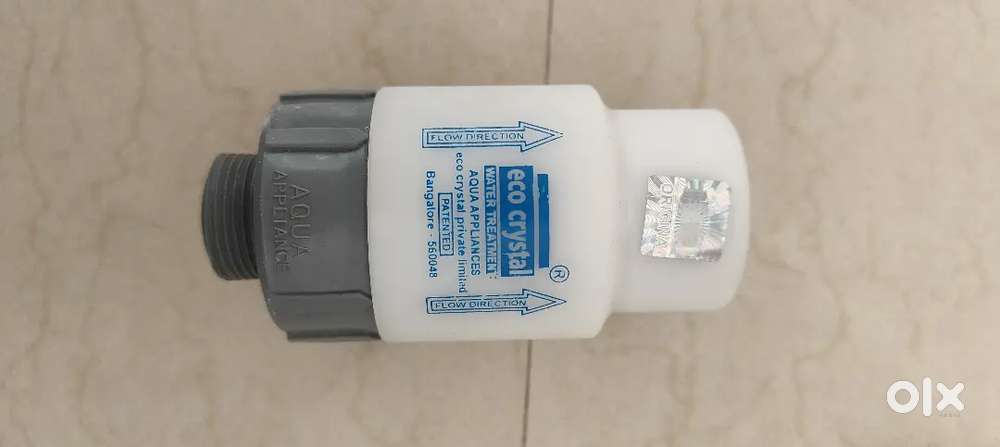 AQUA
APPLIANCE
FLOW DIRECTION
eco crystal
®
WATER TREATMENT
AQUA APPLIANCES
eco crystal private limited
PATENTED
Bangalore - 560048
FLOW DIRECTION
ORIGINAL
olx